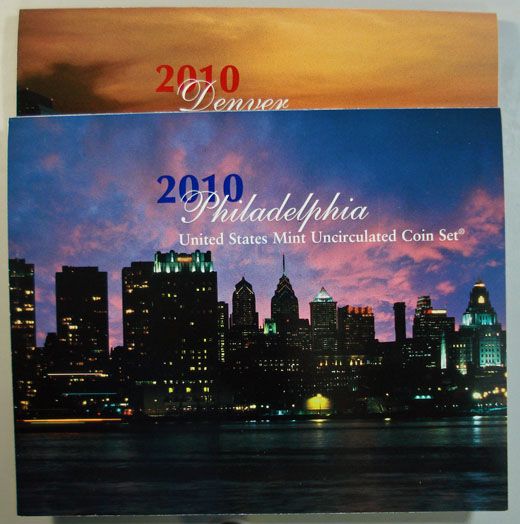 2010
Denver
2010
Philadelphia
United States Mint Uncirculated Coin Set®